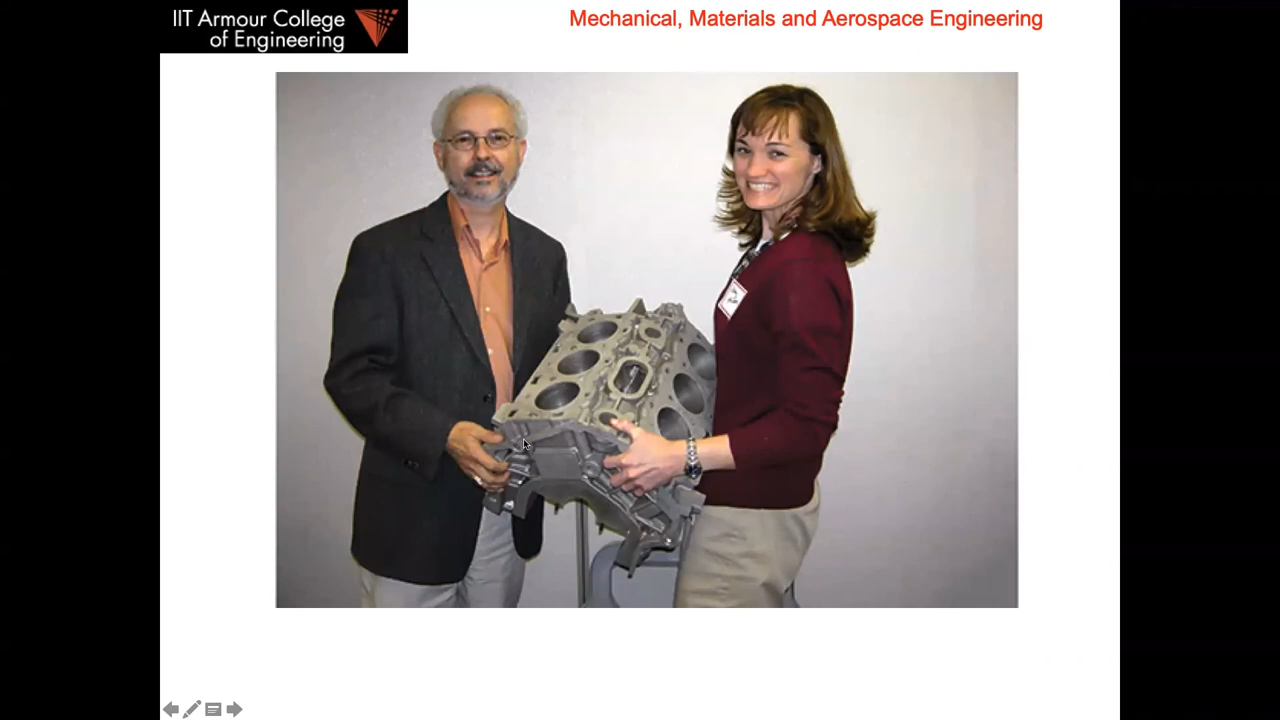 IIT Armour College
of Engineering
Mechanical, Materials and Aerospace Engineering